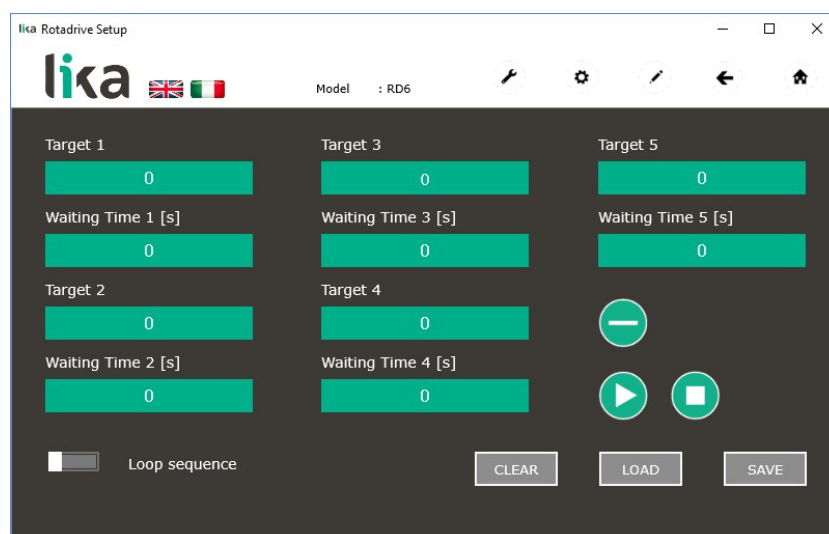 lika Rotadrive Setup
lika
Model : RD6
Target 1 Target 3 Target 5
0 0 0
Waiting Time 1 [s] Waiting Time 3 [s] Waiting Time 5 [s]
0 0 0
Target 2 Target 4
0 0
Waiting Time 2 [s] Waiting Time 4 [s]
0 0
Loop sequence CLEAR LOAD SAVE